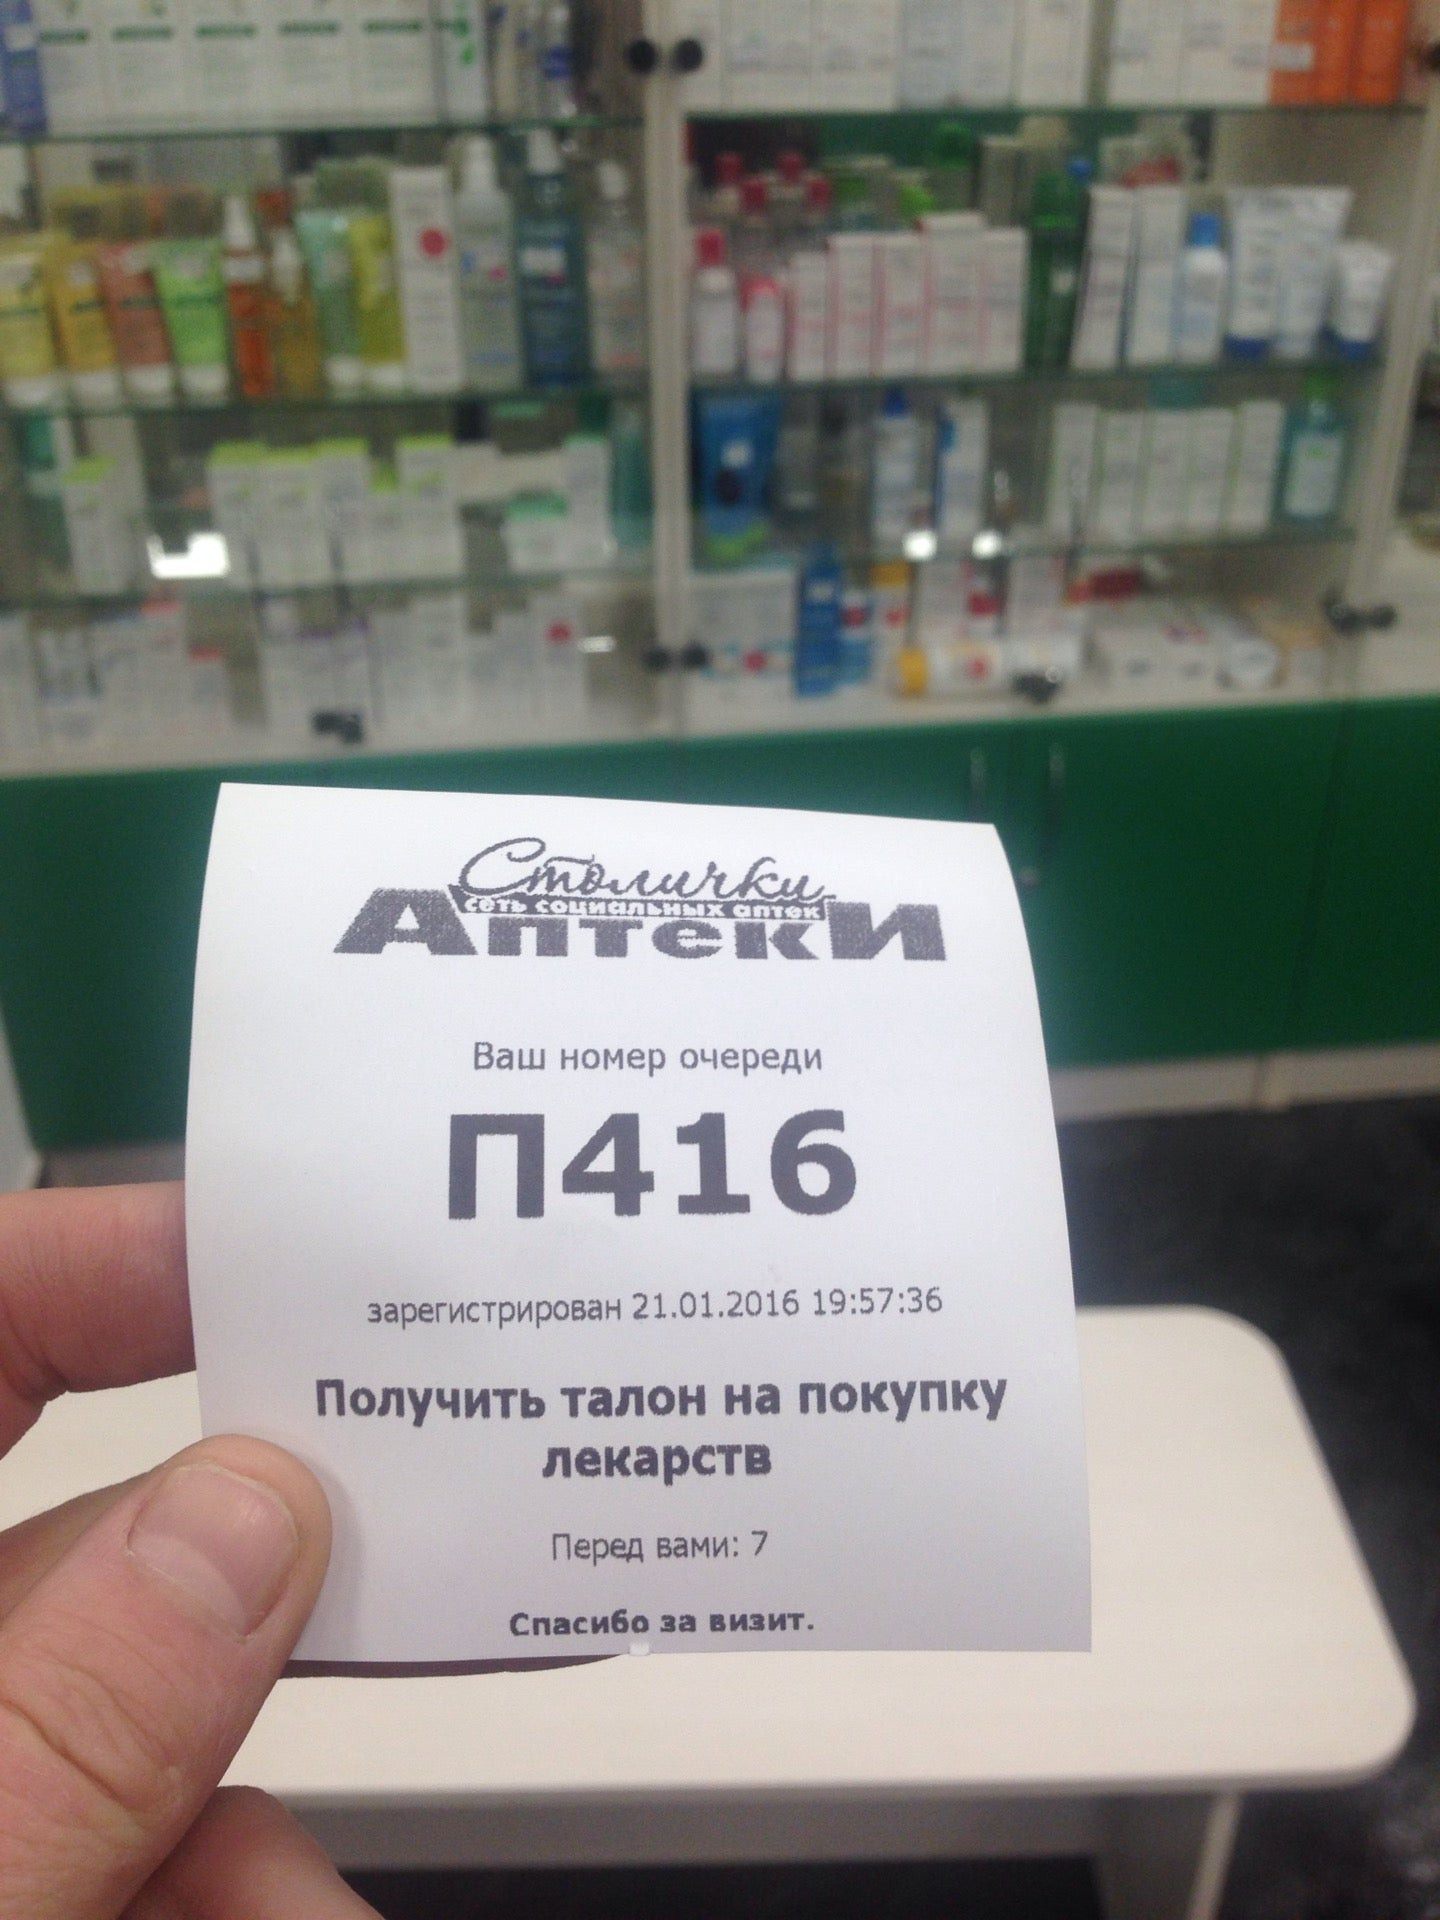 Столички
сеть социальных аптек
Аптеки
Ваш номер очереди
П416
зарегистрирован 21.01.2016 19:57:36
Получить талон на покупку
лекарств
Перед вами: 7
Спасибо за визит.